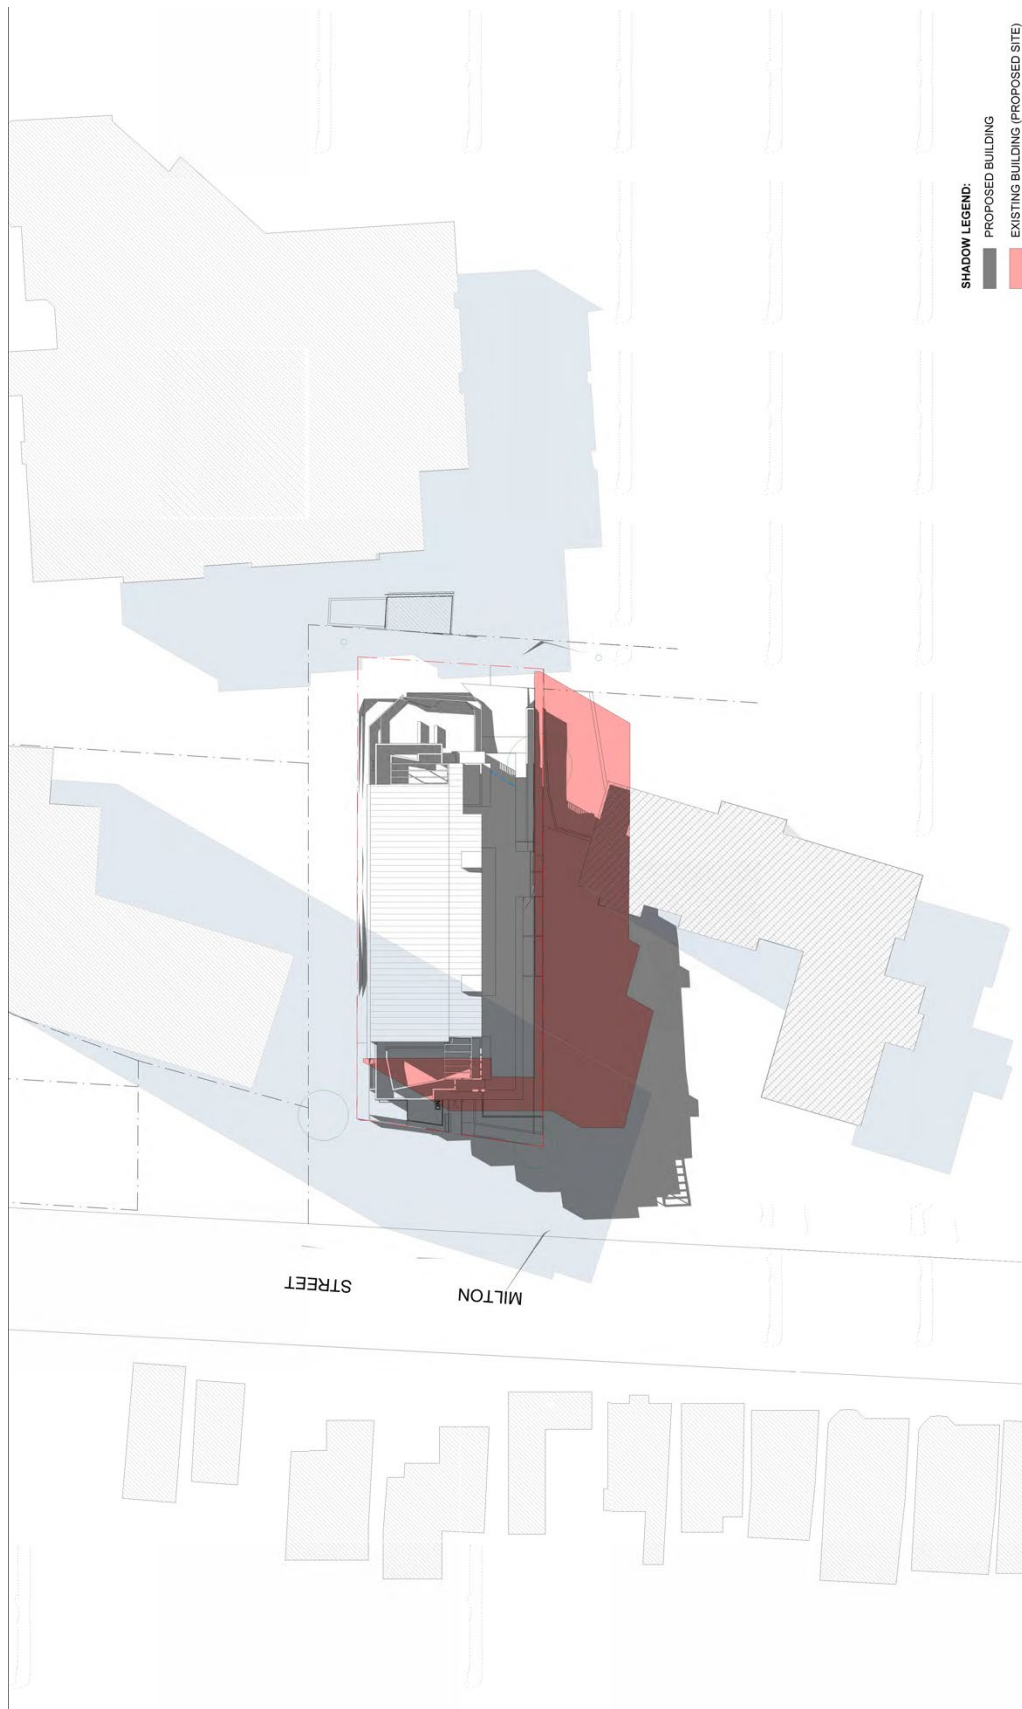 SHADOW LEGEND:
PROPOSED BUILDING
EXISTING BUILDING (PROPOSED SITE)
MILTON
STREET